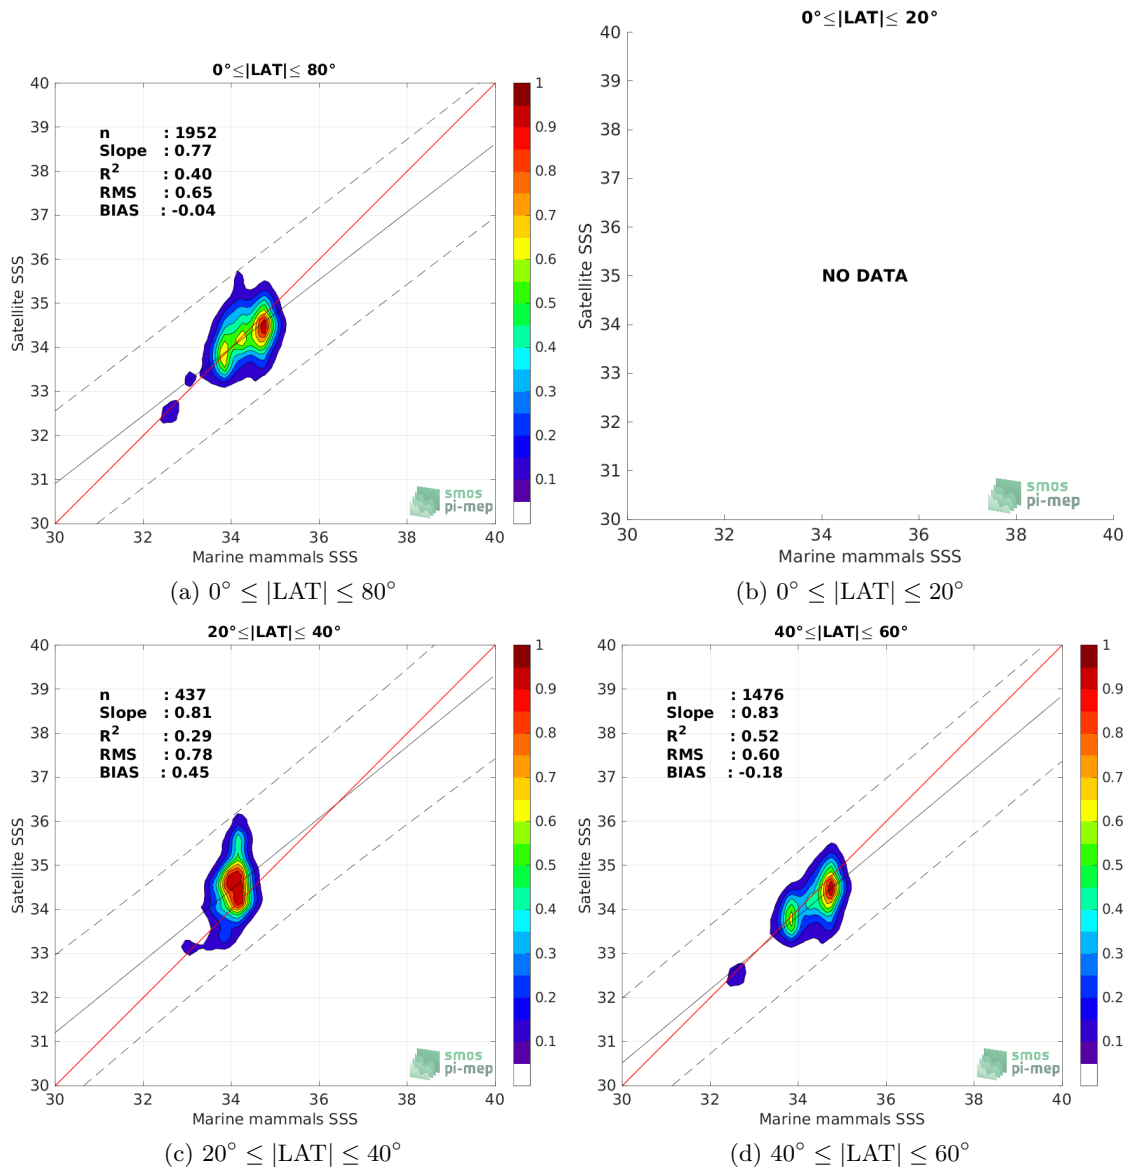 0°≤|LAT|≤ 80°
40
39
38
37
36
35
34
33
32
31
30
Satellite SSS
n : 1952
Slope : 0.77
R² : 0.40
RMS : 0.65
BIAS : -0.04
smos
pi-mep
30 32 34 36 38 40
Marine mammals SSS
1
0.9
0.8
0.7
0.6
0.5
0.4
0.3
0.2
0.1
(a) 0° ≤ |LAT| ≤ 80°
0°≤|LAT|≤ 20°
40
39
38
37
36
35
34
33
32
31
30
Satellite SSS
NO DATA
smos
pi-mep
30 32 34 36 38 40
Marine mammals SSS
(b) 0° ≤ |LAT| ≤ 20°
20°≤|LAT|≤ 40°
40
39
38
37
36
35
34
33
32
31
30
Satellite SSS
n : 437
Slope : 0.81
R² : 0.29
RMS : 0.78
BIAS : 0.45
smos
pi-mep
30 32 34 36 38 40
Marine mammals SSS
1
0.9
0.8
0.7
0.6
0.5
0.4
0.3
0.2
0.1
(c) 20° ≤ |LAT| ≤ 40°
40°≤|LAT|≤ 60°
40
39
38
37
36
35
34
33
32
31
30
Satellite SSS
n : 1476
Slope : 0.83
R² : 0.52
RMS : 0.60
BIAS : -0.18
smos
pi-mep
30 32 34 36 38 40
Marine mammals SSS
1
0.9
0.8
0.7
0.6
0.5
0.4
0.3
0.2
0.1
(d) 40° ≤ |LAT| ≤ 60°